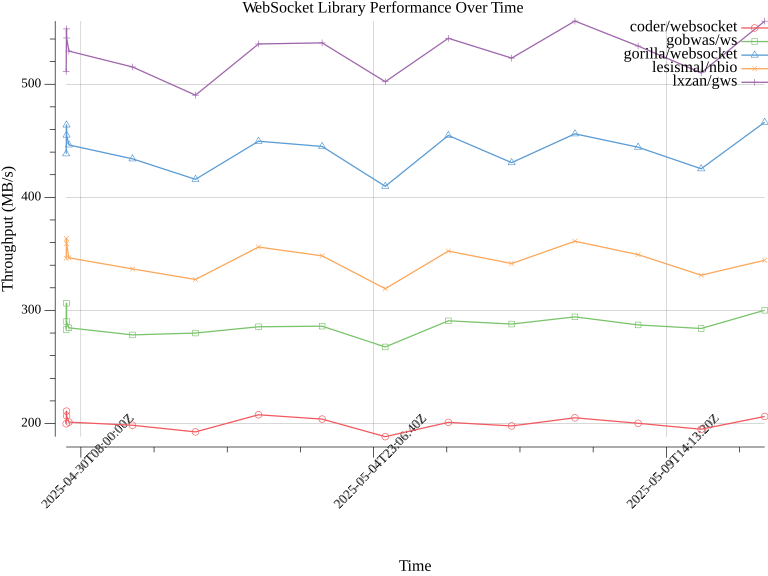 WebSocket Library Performance Over Time
coder/websocket
gobwas/ws
gorilla/websocket
lesismal/nbio
lxzan/gws
Throughput (MB/s)
500
400
300
200
2025-04-30T08:00:00Z
2025-05-04T23:06:40Z
2025-05-09T14:13:20Z
Time